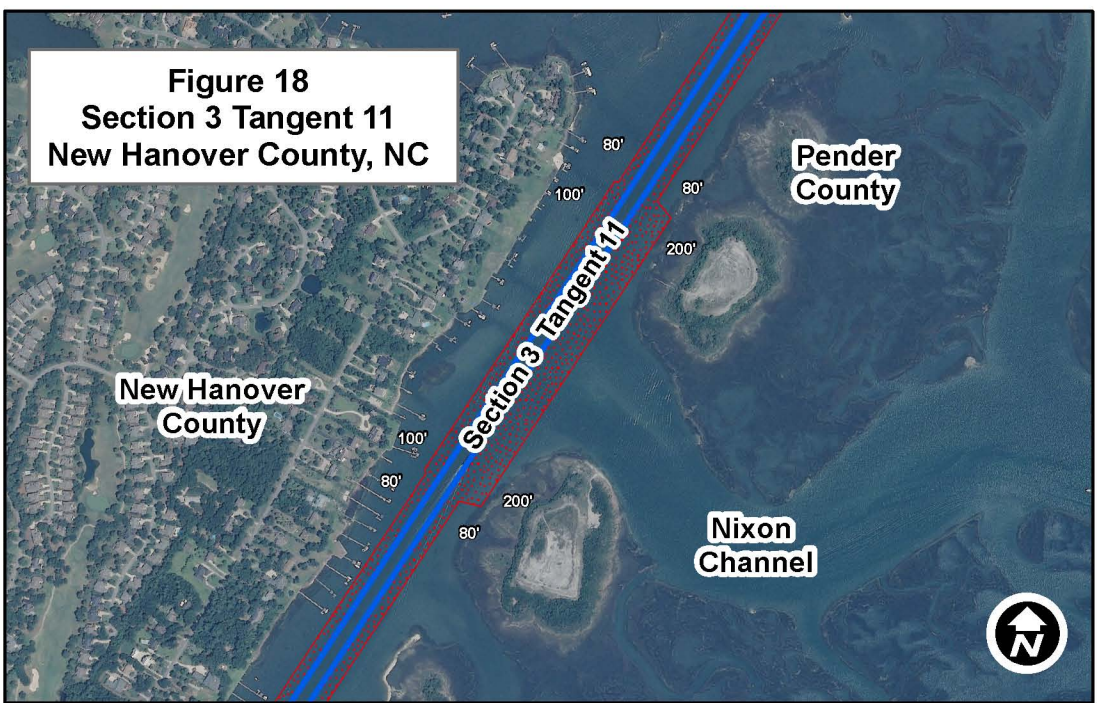 Figure 18
Section 3 Tangent 11
New Hanover County, NC
80'
Pender
County
100'
80'
200'
Section 3 Tangent 11
New Hanover
County
100'
80'
200'
80'
Nixon
Channel
N